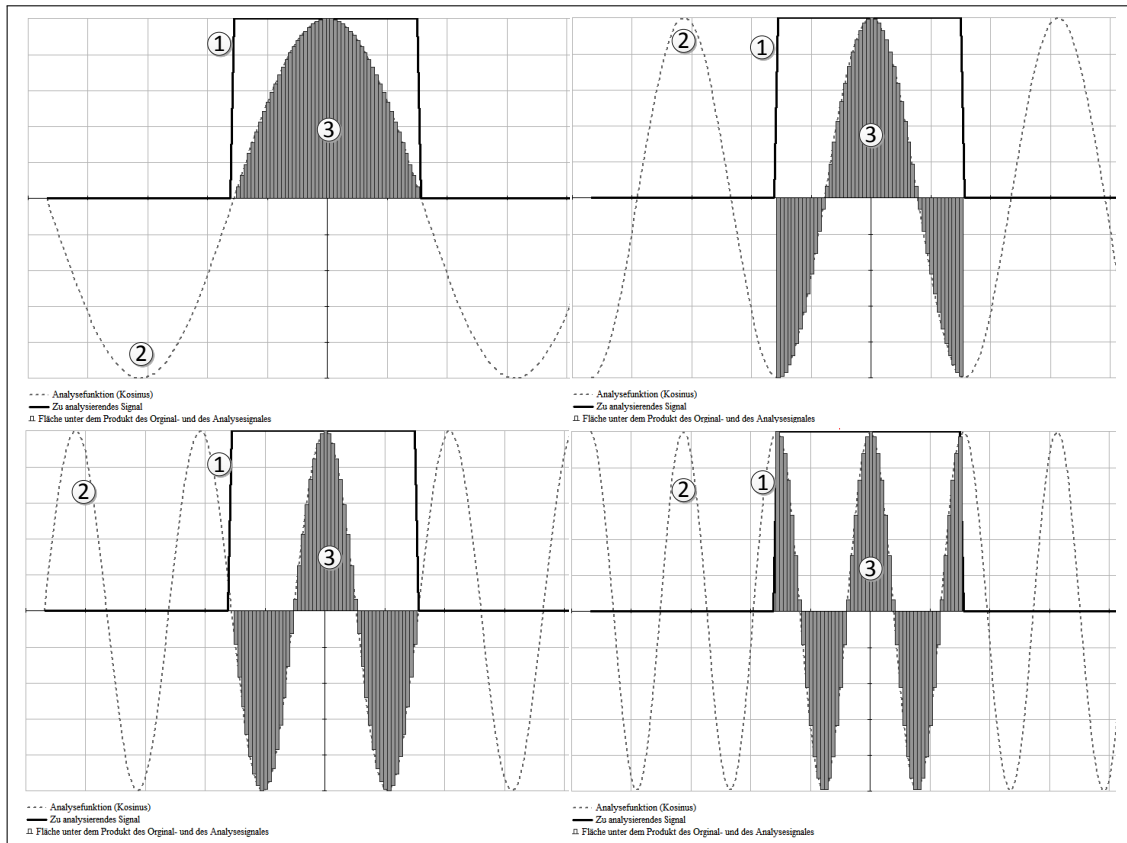 1
3
2
Analysefunktion (Kosinus)
Zu analysierendes Signal
Fläche unter dem Produkt des Orginal- und des Analysesignales
2
1
3
Analysefunktion (Kosinus)
Zu analysierendes Signal
Fläche unter dem Produkt des Orginal- und des Analysesignales
1
2
3
Analysefunktion (Kosinus)
Zu analysierendes Signal
Fläche unter dem Produkt des Orginal- und des Analysesignales
2
1
3
Analysefunktion (Kosinus)
Zu analysierendes Signal
Fläche unter dem Produkt des Orginal- und des Analysesignales